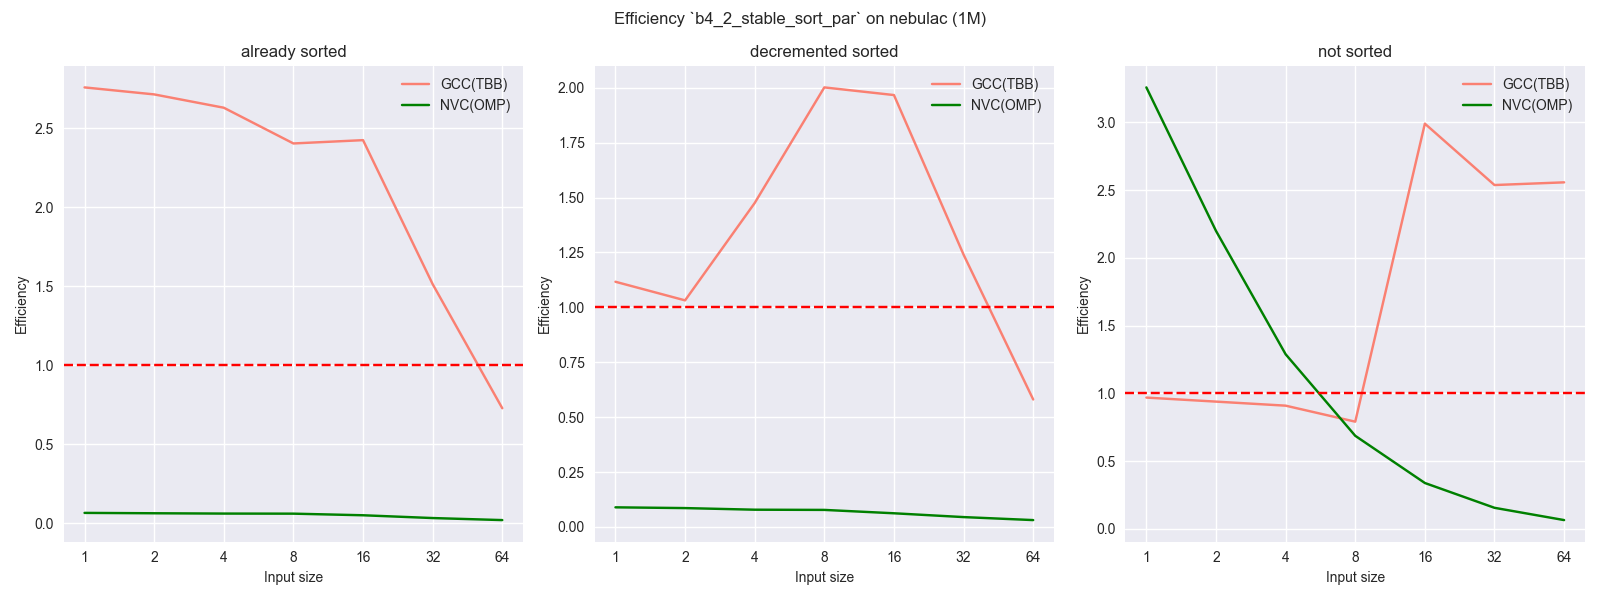 Efficiency `b4_2_stable_sort_par` on nebulac (1M)
already sorted
GCC(TBB)
NVC(OMP)
Efficiency
2.5
2.0
1.5
1.0
0.5
0.0
1 2 4 8 16 32 64
Input size
decremented sorted
GCC(TBB)
NVC(OMP)
Efficiency
2.00
1.75
1.50
1.25
1.00
0.75
0.50
0.25
0.00
1 2 4 8 16 32 64
Input size
not sorted
GCC(TBB)
NVC(OMP)
Efficiency
3.0
2.5
2.0
1.5
1.0
0.5
0.0
1 2 4 8 16 32 64
Input size